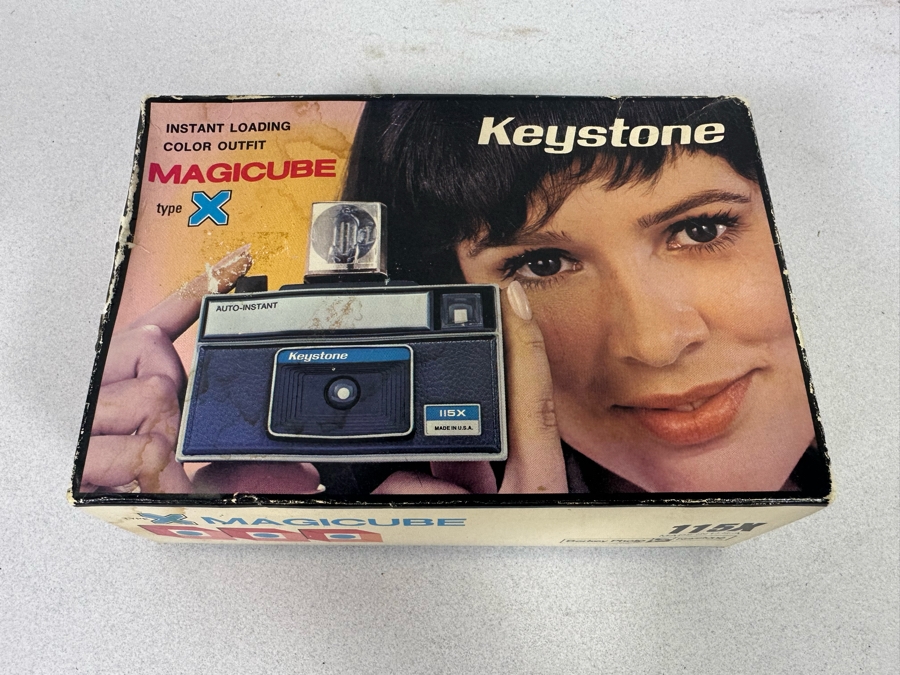 INSTANT LOADING
COLOR OUTFIT
MAGICUBE
type X
Keystone
AUTO-INSTANT
Keystone
115X
MADE IN U.S.A.
X MAGICUBE
115X